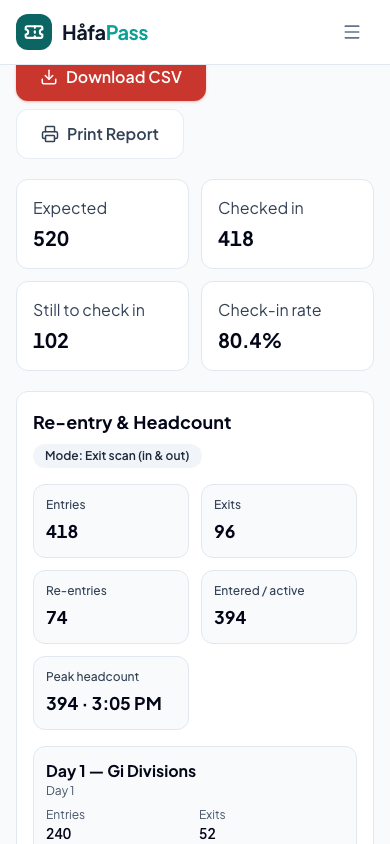 HåfaPass
Download CSV
Print Report
Expected
520
Checked in
418
Still to check in
102
Check-in rate
80.4%
Re-entry & Headcount
Mode: Exit scan (in & out)
Entries
418
Exits
96
Re-entries
74
Entered / active
394
Peak headcount
394 · 3:05 PM
Day 1 — Gi Divisions
Day 1
Entries
240
Exits
52